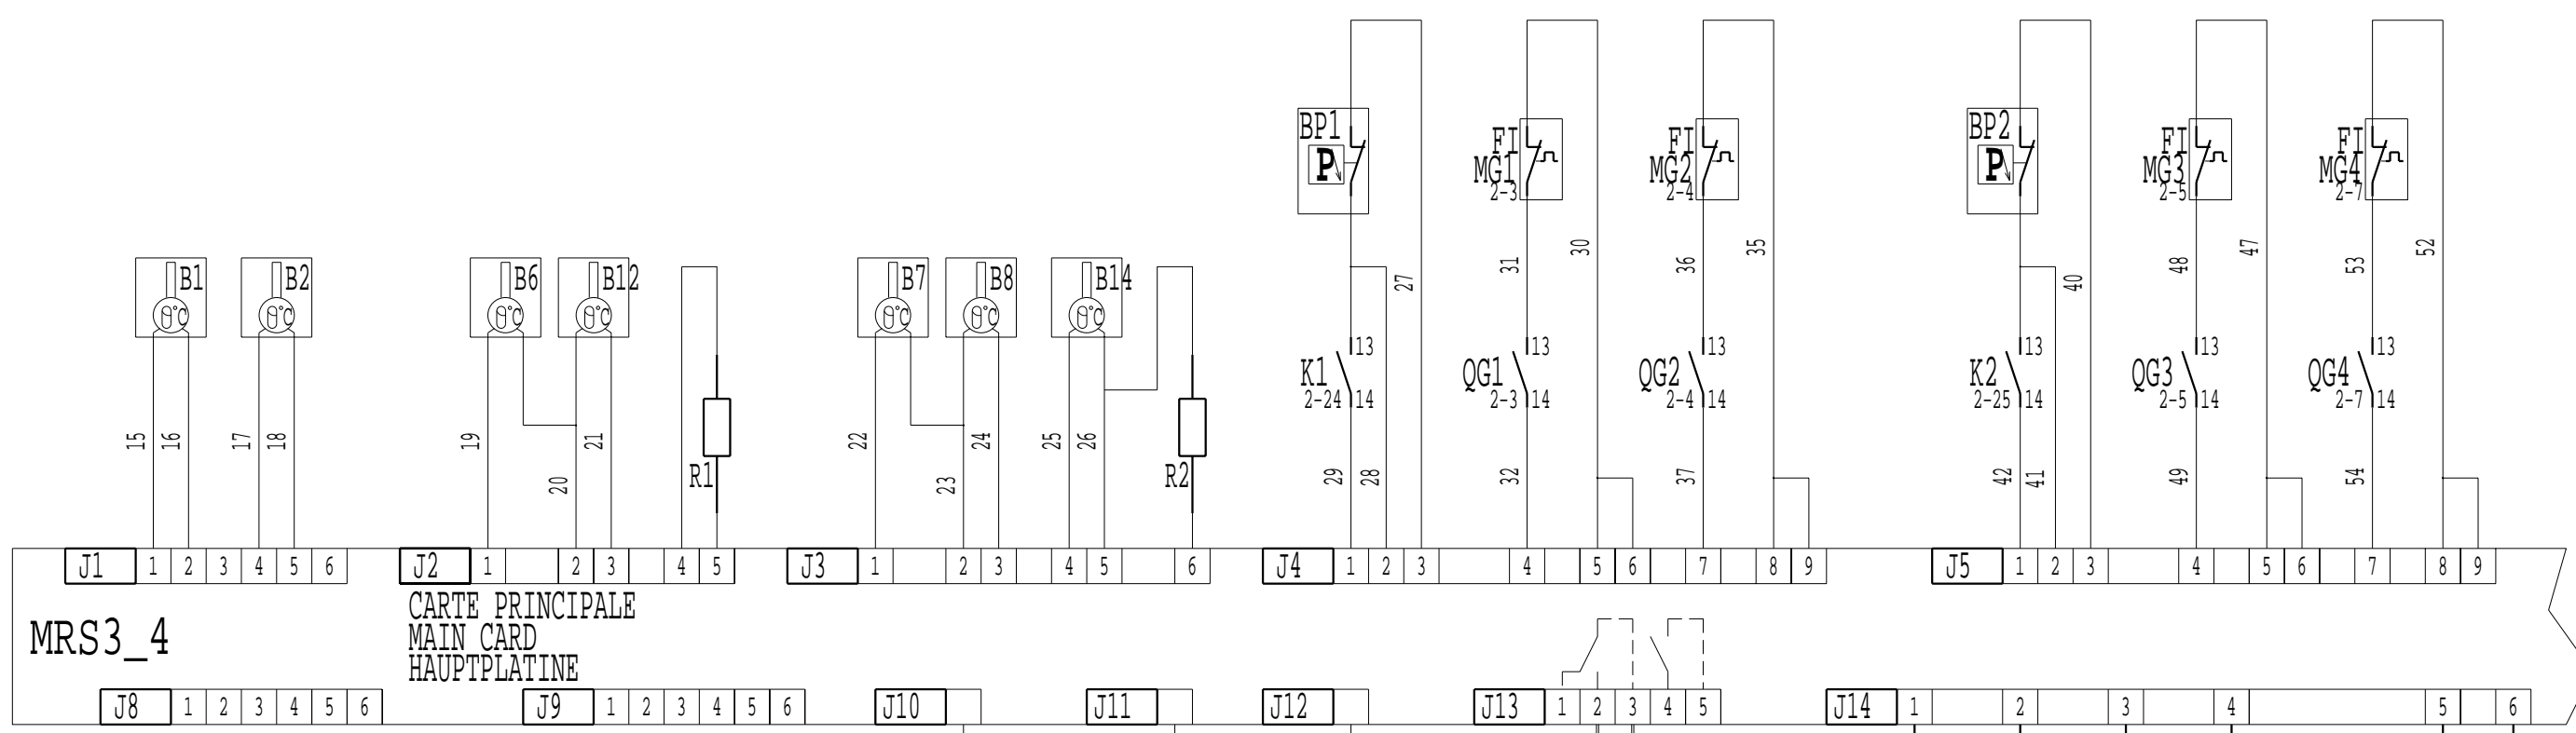 BP1
P
FI
MG1
2-3
FI
MG2
2-4
BP2
P
FI
MG3
2-5
FI
MG4
2-7
31
30
36
35
48
47
53
52
27
40
B1
θ°C
B2
θ°C
B6
θ°C
B12
θ°C
B7
θ°C
B8
θ°C
B14
θ°C
K1
2-24
13
14
QG1
2-3
13
14
QG2
2-4
13
14
K2
2-25
13
14
QG3
2-5
13
14
QG4
2-7
13
14
15
16
17
18
19
20
21
R1
22
23
24
25
26
R2
29
28
32
37
42
41
49
54
J1 1 2 3 4 5 6
J2 1 2 3 4 5
J3 1 2 3 4 5 6
J4 1 2 3 4 5 6 7 8 9
J5 1 2 3 4 5 6 7 8 9
MRS3_4
CARTE PRINCIPALE
MAIN CARD
HAUPTPLATINE
J8 1 2 3 4 5 6
J9 1 2 3 4 5 6
J10
J11
J12
J13 1 2 3 4 5
J14 1 2 3 4 5 6